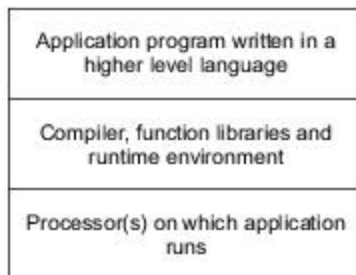 Application program written in a
higher level language
Compiler, function libraries and
runtime environment
Processor(s) on which application
runs